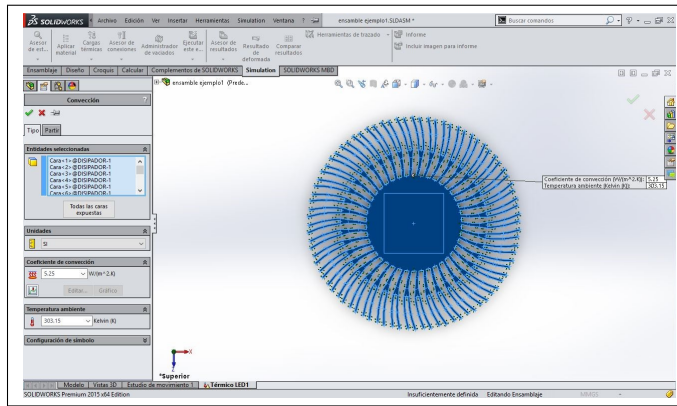 SOLIDWORKS Archivo Edición Ver Insertar Herramientas Simulation Ventana ? ensamble ejemplo1.SLDASM * Buscar comandos
Asesor de est... Aplicar material Cargas térmicas Asesor de conexiones Administrador de vaciados Ejecutar este e... Asesor de resultados Resultado de deformada Comparar resultados Herramientas de trazado Informe
Incluir imagen para informe
Ensamblaje Diseño Croquis Calcular Complementos de SOLIDWORKS Simulation SOLIDWORKS MBD
ensamble ejemplo1 (Prede...
Convección ?
Tipo Partir
Entidades seleccionadas
Cara<1>@DISIPADOR-1
Cara<2>@DISIPADOR-1
Cara<3>@DISIPADOR-1
Cara<4>@DISIPADOR-1
Cara<5>@DISIPADOR-1
Cara<6>@DISIPADOR-1
Todas las caras
expuestas
Unidades
SI
Coeficiente de convección
5.25 W/(m^2.K)
Editar... Gráfico
Temperatura ambiente
303.15 Kelvin (K)
Configuración de símbolo
Coeficiente de convección (W/(m^2.K)): 5.25
Temperatura ambiente (Kelvin (K)): 303.15
X
Z
*Superior
Modelo Vistas 3D Estudio de movimiento 1 Térmico LED1
SOLIDWORKS Premium 2015 x64 Edition Insuficientemente definida Editando Ensamblaje MMGS